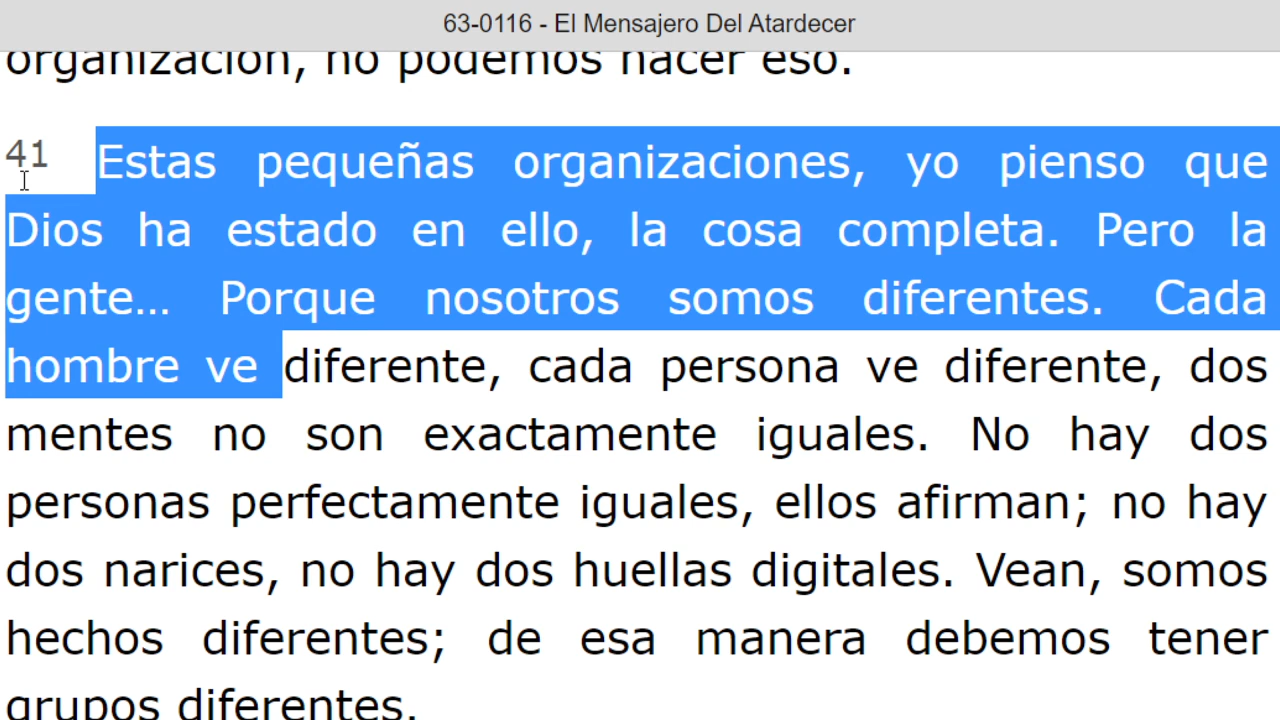 63-0116 - El Mensajero Del Atardecer
organización, no podemos hacer eso.
41 Estas pequeñas organizaciones, yo pienso que
Dios ha estado en ello, la cosa completa. Pero la
gente... Porque nosotros somos diferentes. Cada
hombre ve diferente, cada persona ve diferente, dos
mentes no son exactamente iguales. No hay dos
personas perfectamente iguales, ellos afirman; no hay
dos narices, no hay dos huellas digitales. Vean, somos
hechos diferentes; de esa manera debemos tener
grupos diferentes.